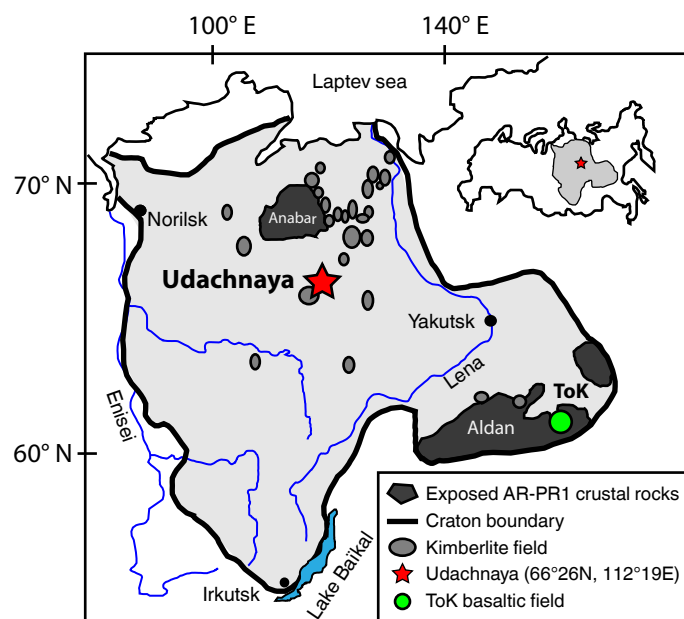 100° E
140° E
Laptev sea
70° N
Norilsk
Anabar
Udachnaya
Yakutsk
Lena
ToK
Enisei
Aldan
60° N
Exposed AR-PR1 crustal rocks
Craton boundary
Kimberlite field
Udachnaya (66°26N, 112°19E)
ToK basaltic field
Irkutsk
Lake Baïkal